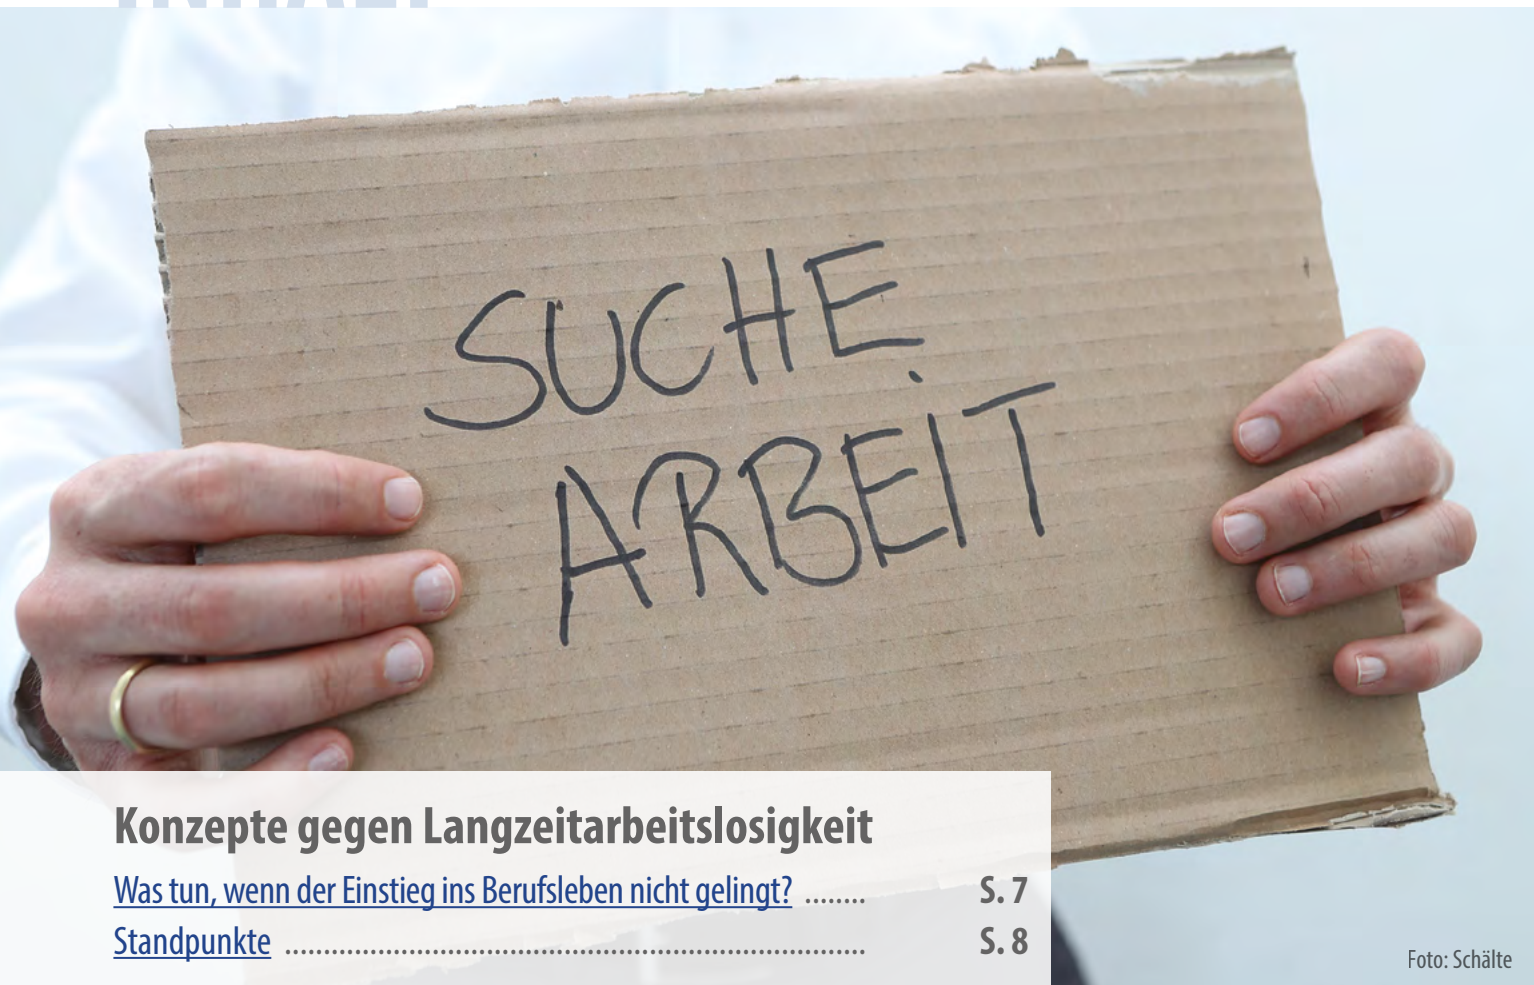 SUCHE
ARBEIT
Konzepte gegen Langzeitarbeitslosigkeit
Was tun, wenn der Einstieg ins Berufsleben nicht gelingt? ........ S. 7
Standpunkte ........................................................................... S. 8
Foto: Schälte